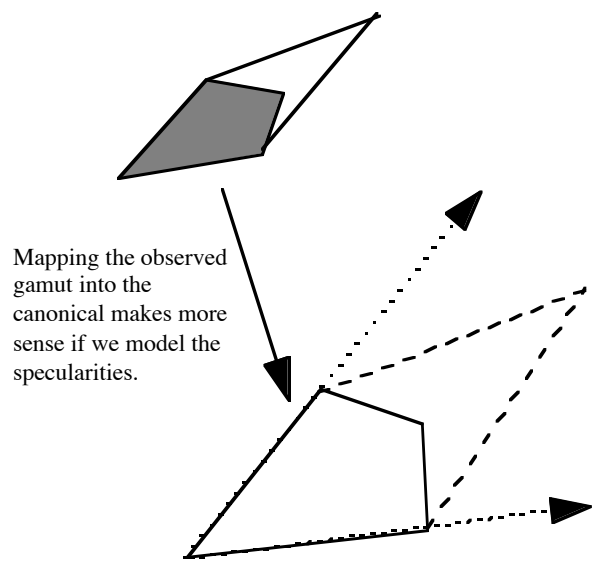 Mapping the observed
gamut into the
canonical makes more
sense if we model the
specularities.